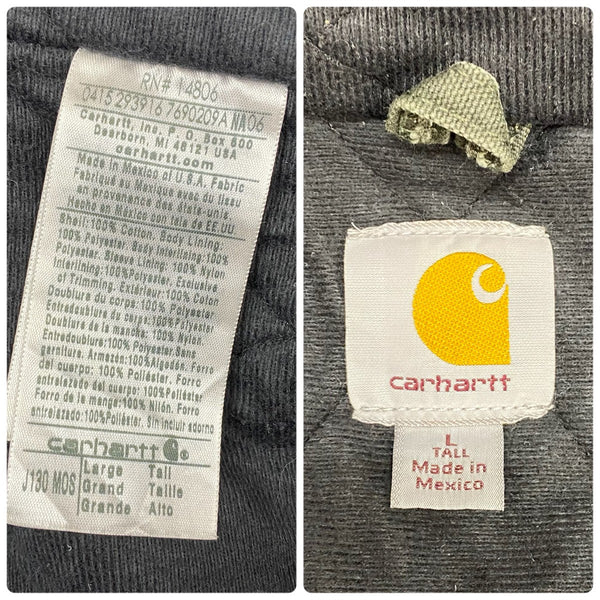 RN# 14806
0415 293916 7690209A NA06
Carhartt, Inc. P. O. Box 600
Dearborn, MI 48121 USA
carhartt.com
Made in Mexico of U.S.A. Fabric
Fabriqué au Mexique avec du tissu
en provenance des états-unis.
Hecho en México con tela de EE.UU
Shell: 100% Cotton. Body Lining:
100% Polyester. Body Interlining: 100%
Polyester. Sleeve Lining: 100% Nylon
Interlining: 100% Polyester. Exclusive
of Trimming. Extérieur: 100% Coton
Doublure du corps: 100% Polyester
Entredoublure du corps: 100% Polyester
Doublure de la manche: 100% Nylon
Entredoublure: 100% Polyester. Sans
garniture. Armazón: 100% Algodón. Forro
del cuerpo: 100% Poliéster. Forro
entrelazado del cuerpo: 100% Poliéster
Forro de la manga: 100% Nilón. Forro
entrelazado: 100% Poliéster. Sin incluir adorno
carhartt
J130 MOS
Large Tall
Grand Taille
Grande Alto
carhartt
L
TALL
Made in
Mexico